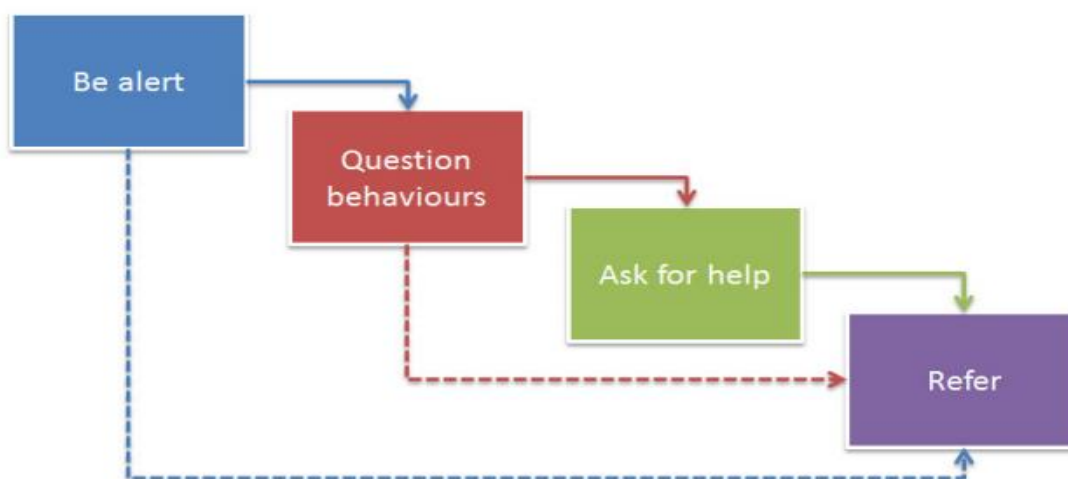 Be alert
Question
behaviours
Ask for help
Refer